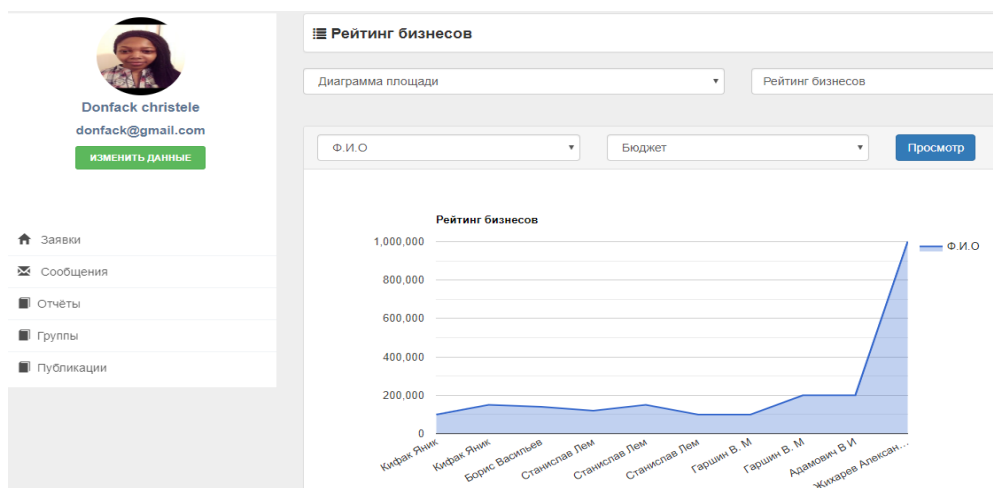 Donfack christele
donfack@gmail.com
ИЗМЕНИТЬ ДАННЫЕ
Заявки
Сообщения
Отчёты
Группы
Публикации
Рейтинг бизнесов
Диаграмма площади
Рейтинг бизнесов
Ф.И.О
Бюджет
Просмотр
Рейтинг бизнесов
1,000,000
800,000
600,000
400,000
200,000
0
Ф.И.О
Кифак Яник
Кифак Яник
Борис Васильев
Станислав Лем
Станислав Лем
Станислав Лем
Гаршин В. М
Гаршин В. М
Адамович В И
Жихарев Алексан...